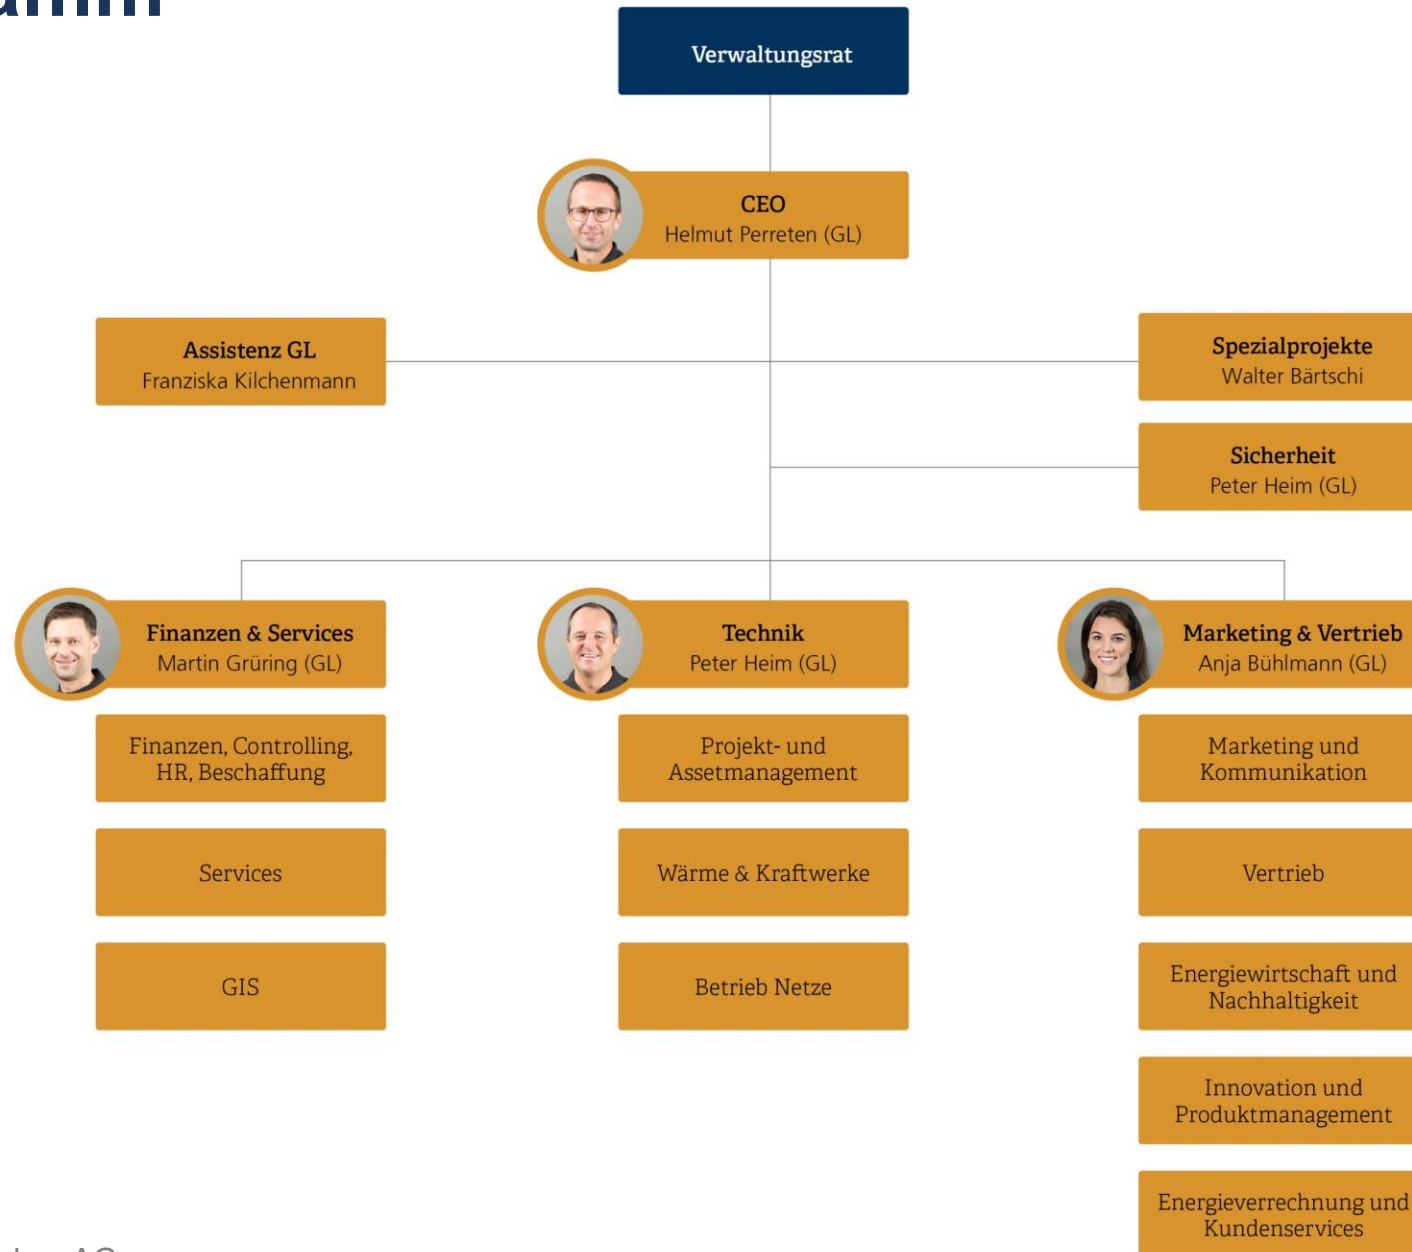 Verwaltungsrat
CEO
Helmut Perreten (GL)
Assistenz GL
Franziska Kilchenmann
Spezialprojekte
Walter Bärtschi
Sicherheit
Peter Heim (GL)
Finanzen & Services
Martin Grüring (GL)
Technik
Peter Heim (GL)
Marketing & Vertrieb
Anja Bühlmann (GL)
Finanzen, Controlling,
HR, Beschaffung
Projekt- und
Assetmanagement
Marketing und
Kommunikation
Services
Wärme & Kraftwerke
Vertrieb
GIS
Betrieb Netze
Energiewirtschaft und
Nachhaltigkeit
Innovation und
Produktmanagement
Energieverrechnung und
Kundenservices
AG